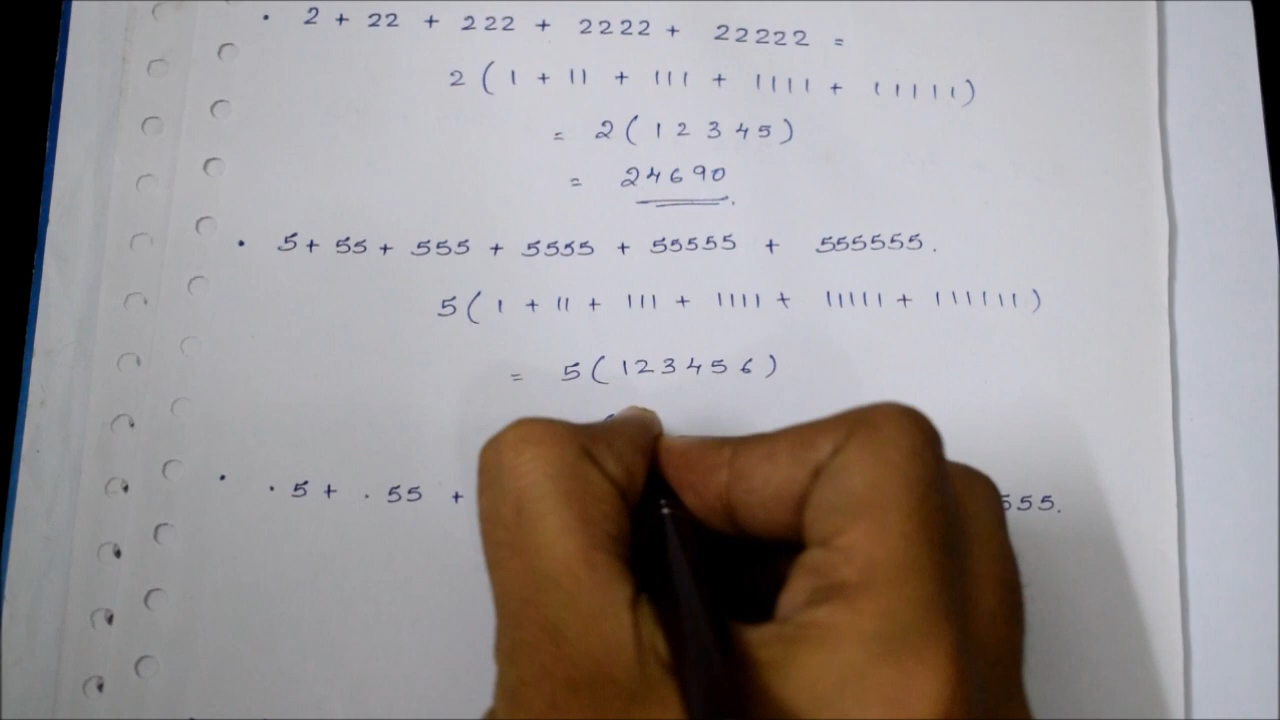 • 2 + 22 + 222 + 2222 + 22222 =
2 ( 1 + 11 + 111 + 1111 + 11111 )
= 2 ( 12345 )
= 24690.
• 5 + 55 + 555 + 5555 + 55555 + 555555.
5 ( 1 + 11 + 111 + 1111 + 11111 + 111111 )
= 5 ( 123456 )
• .5 + .55 +